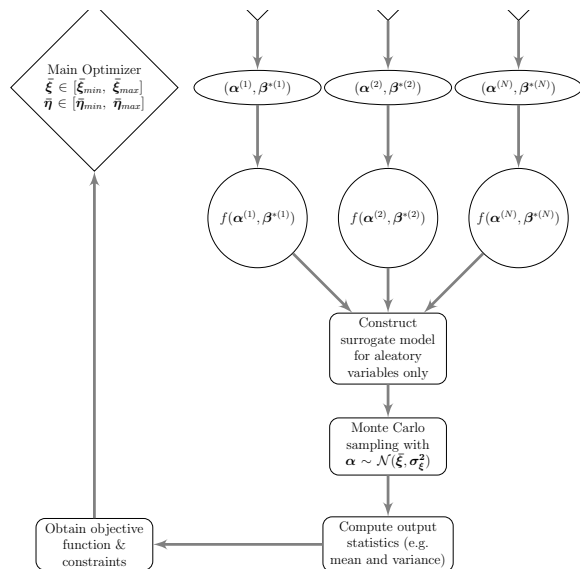 Main Optimizer
ξ̄ ∈ [ξ̄_min, ξ̄_max]
η̄ ∈ [η̄_min, η̄_max]
(α^(1), β^*(1))
(α^(2), β^*(2))
(α^(N), β^*(N))
f(α^(1), β^*(1))
f(α^(2), β^*(2))
f(α^(N), β^*(N))
Construct
surrogate model
for aleatory
variables only
Monte Carlo
sampling with
α ∼ 𝒩(ξ̄, σ_ξ^2)
Obtain objective
function &
constraints
Compute output
statistics (e.g.
mean and variance)